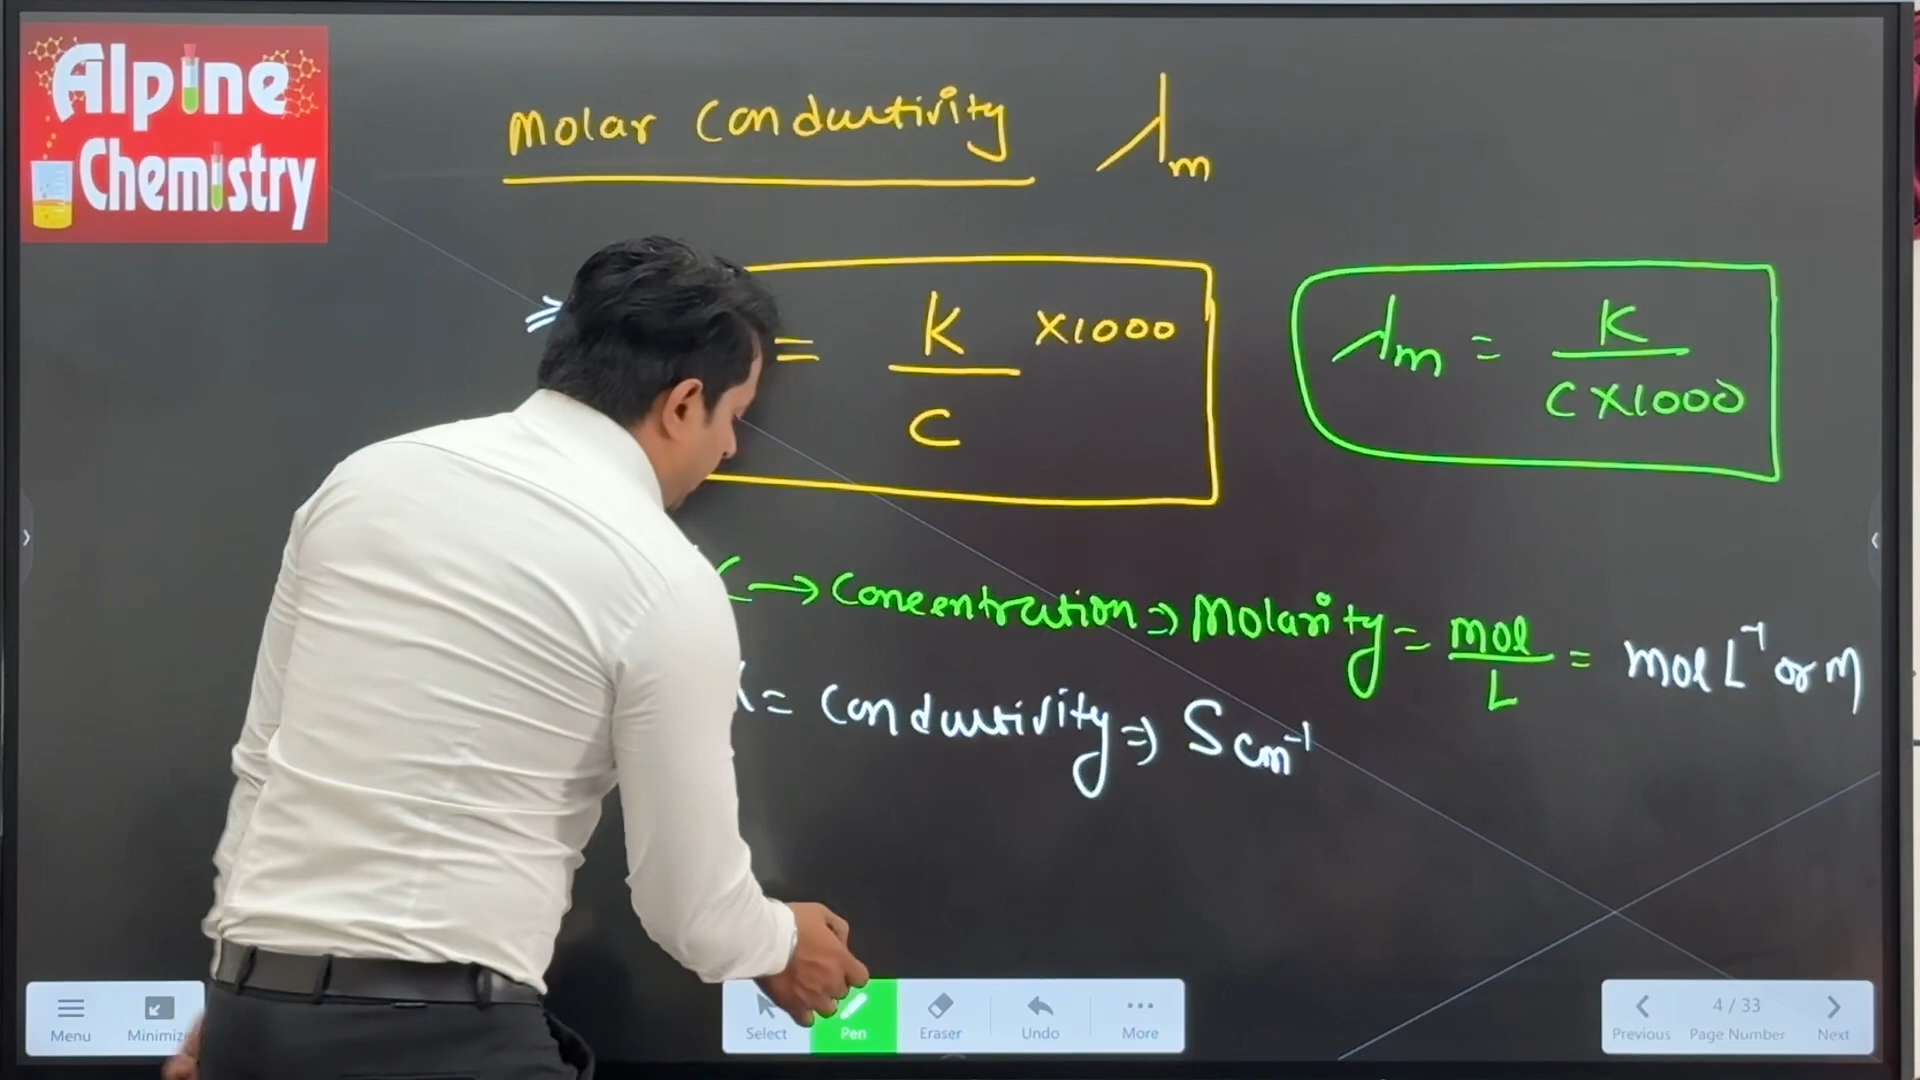 Alpine
Chemistry
Molar Conductivity λm
= K/C ×1000
λm = K/C×1000
C → Concentration ⇒ Molarity = mol/L = mol L⁻¹ or M
K = Conductivity ⇒ S cm⁻¹
Menu
Minimiz
Select
Pen
Eraser
Undo
More
Previous
4 / 33
Page Number
Next